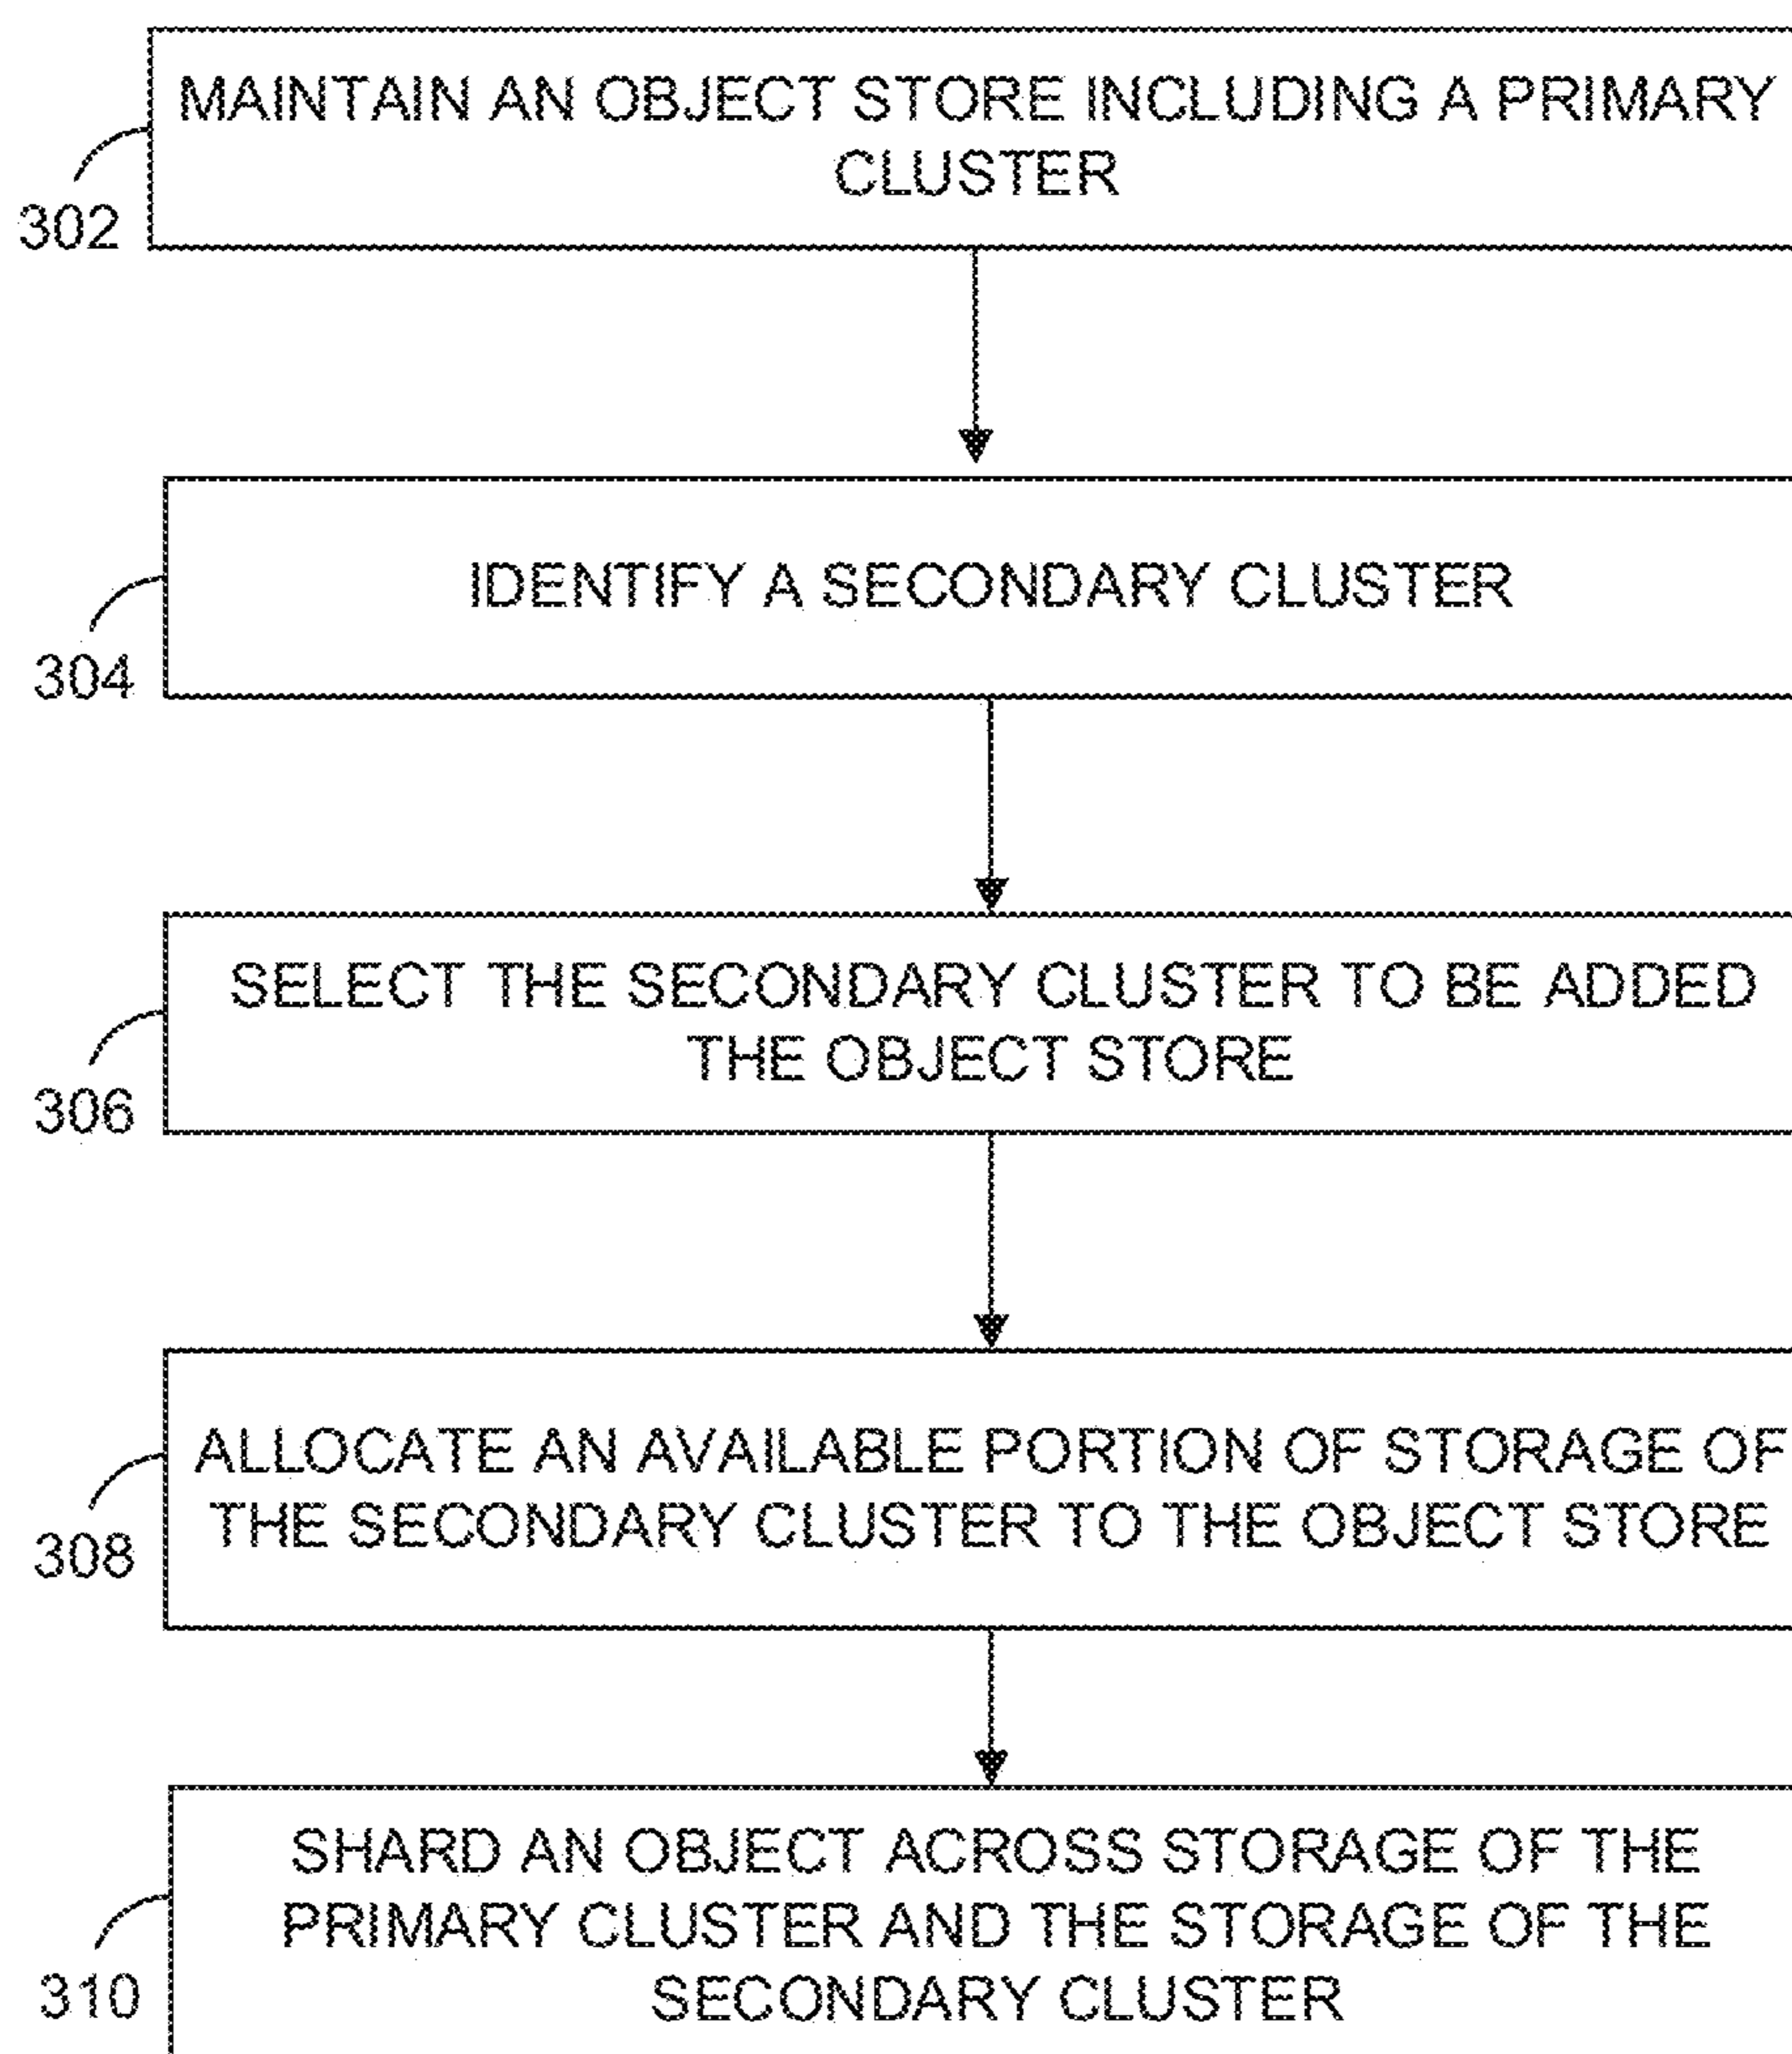 MAINTAIN AN OBJECT STORE INCLUDING A PRIMARY
CLUSTER
302
IDENTIFY A SECONDARY CLUSTER
304
SELECT THE SECONDARY CLUSTER TO BE ADDED
THE OBJECT STORE
306
ALLOCATE AN AVAILABLE PORTION OF STORAGE OF
THE SECONDARY CLUSTER TO THE OBJECT STORE
308
SHARD AN OBJECT ACROSS STORAGE OF THE
PRIMARY CLUSTER AND THE STORAGE OF THE
SECONDARY CLUSTER
310